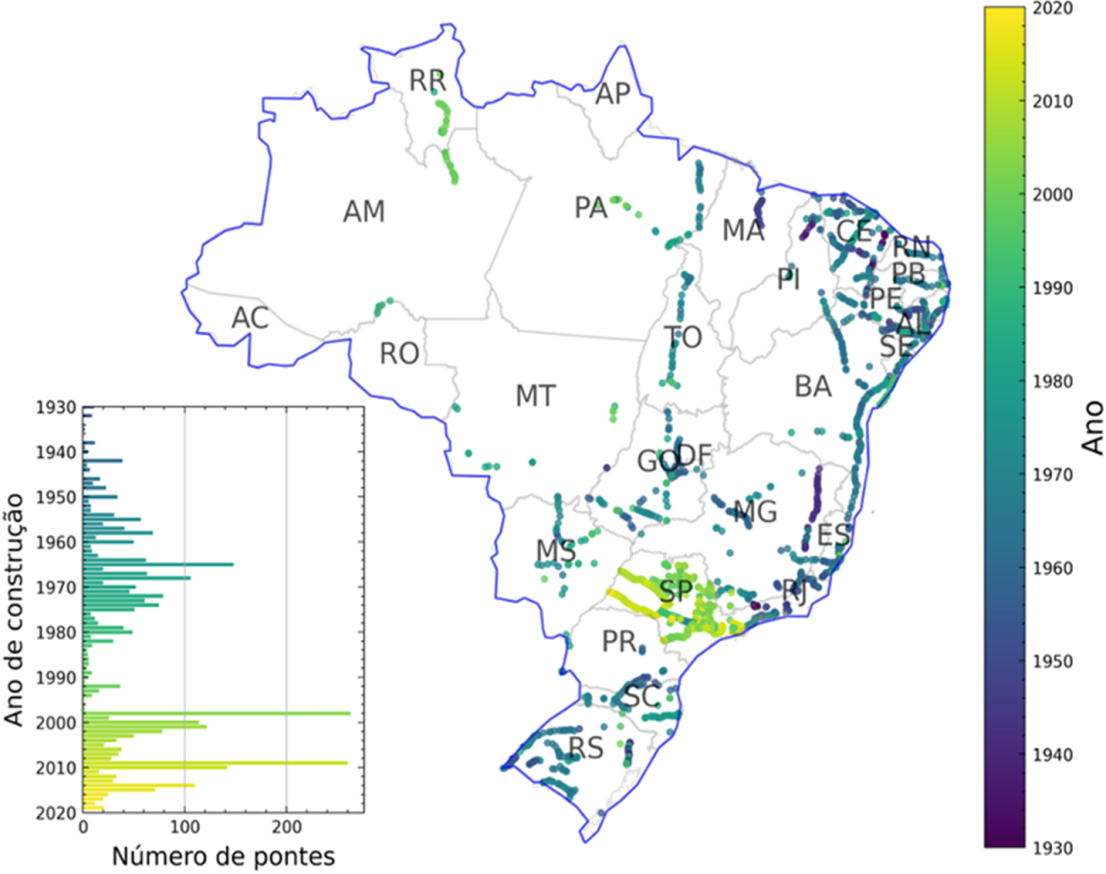 RR
AP
AM
PA
MA
CE
RN
PB
PI
PE
AL
SE
AC
RO
TO
BA
MT
GO
DF
MG
ES
MS
SP
RJ
PR
SC
RS
2020
2010
2000
1990
1980
1970
1960
1950
1940
1930
Ano
1930
1940
1950
1960
1970
1980
1990
2000
2010
2020
Ano de construção
0
100
200
Número de pontes